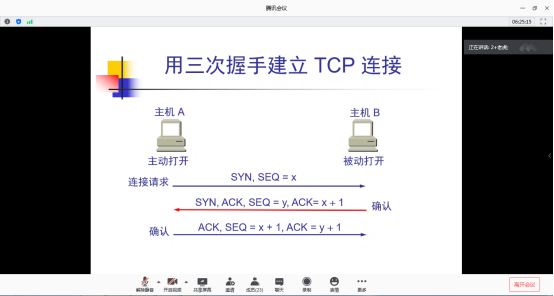 腾讯会议
06:25:15
正在讲话: 2+老虎
用三次握手建立 TCP 连接
主机 A
主机 B
主动打开
被动打开
连接请求
SYN, SEQ = x
SYN, ACK, SEQ = y, ACK= x + 1
确认
确认
ACK, SEQ = x + 1, ACK = y + 1
解除静音
开启视频
共享屏幕
邀请
成员(23)
聊天
录制
表情
更多
离开会议